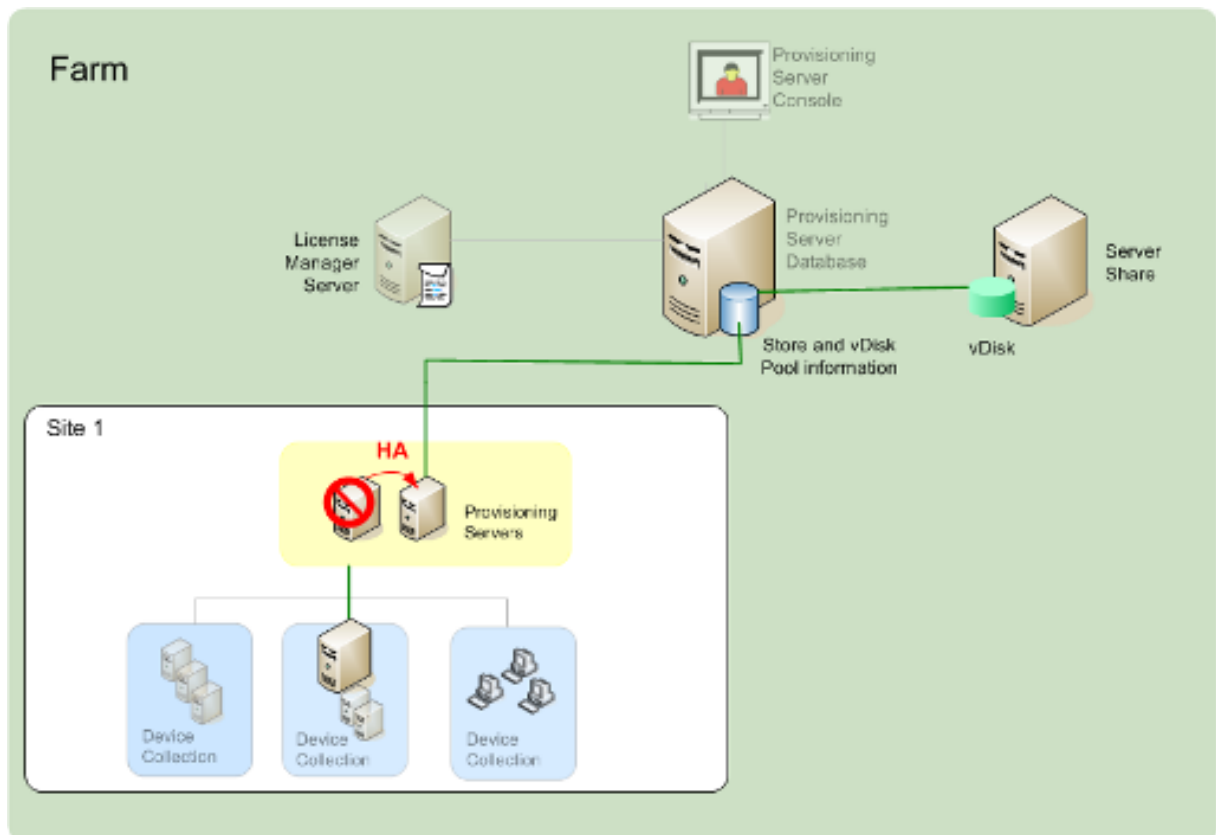 Farm
Provisioning
Server
Console
License
Manager
Server
Provisioning
Server
Database
Server
Share
Store and vDisk
Pool information
vDisk
Site 1
HA
Provisioning
Servers
Device
Collection
Device
Collection
Device
Collection